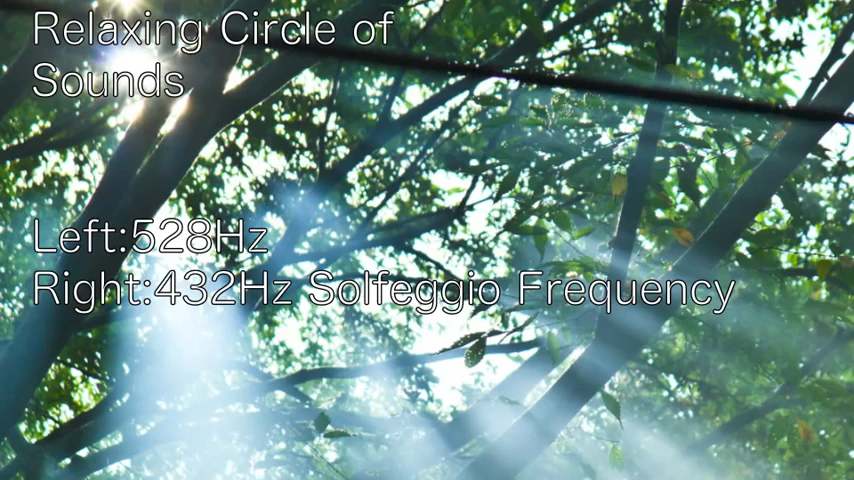 Relaxing Circle of
Sounds
Left:528Hz
Right:432Hz Solfeggio Frequency